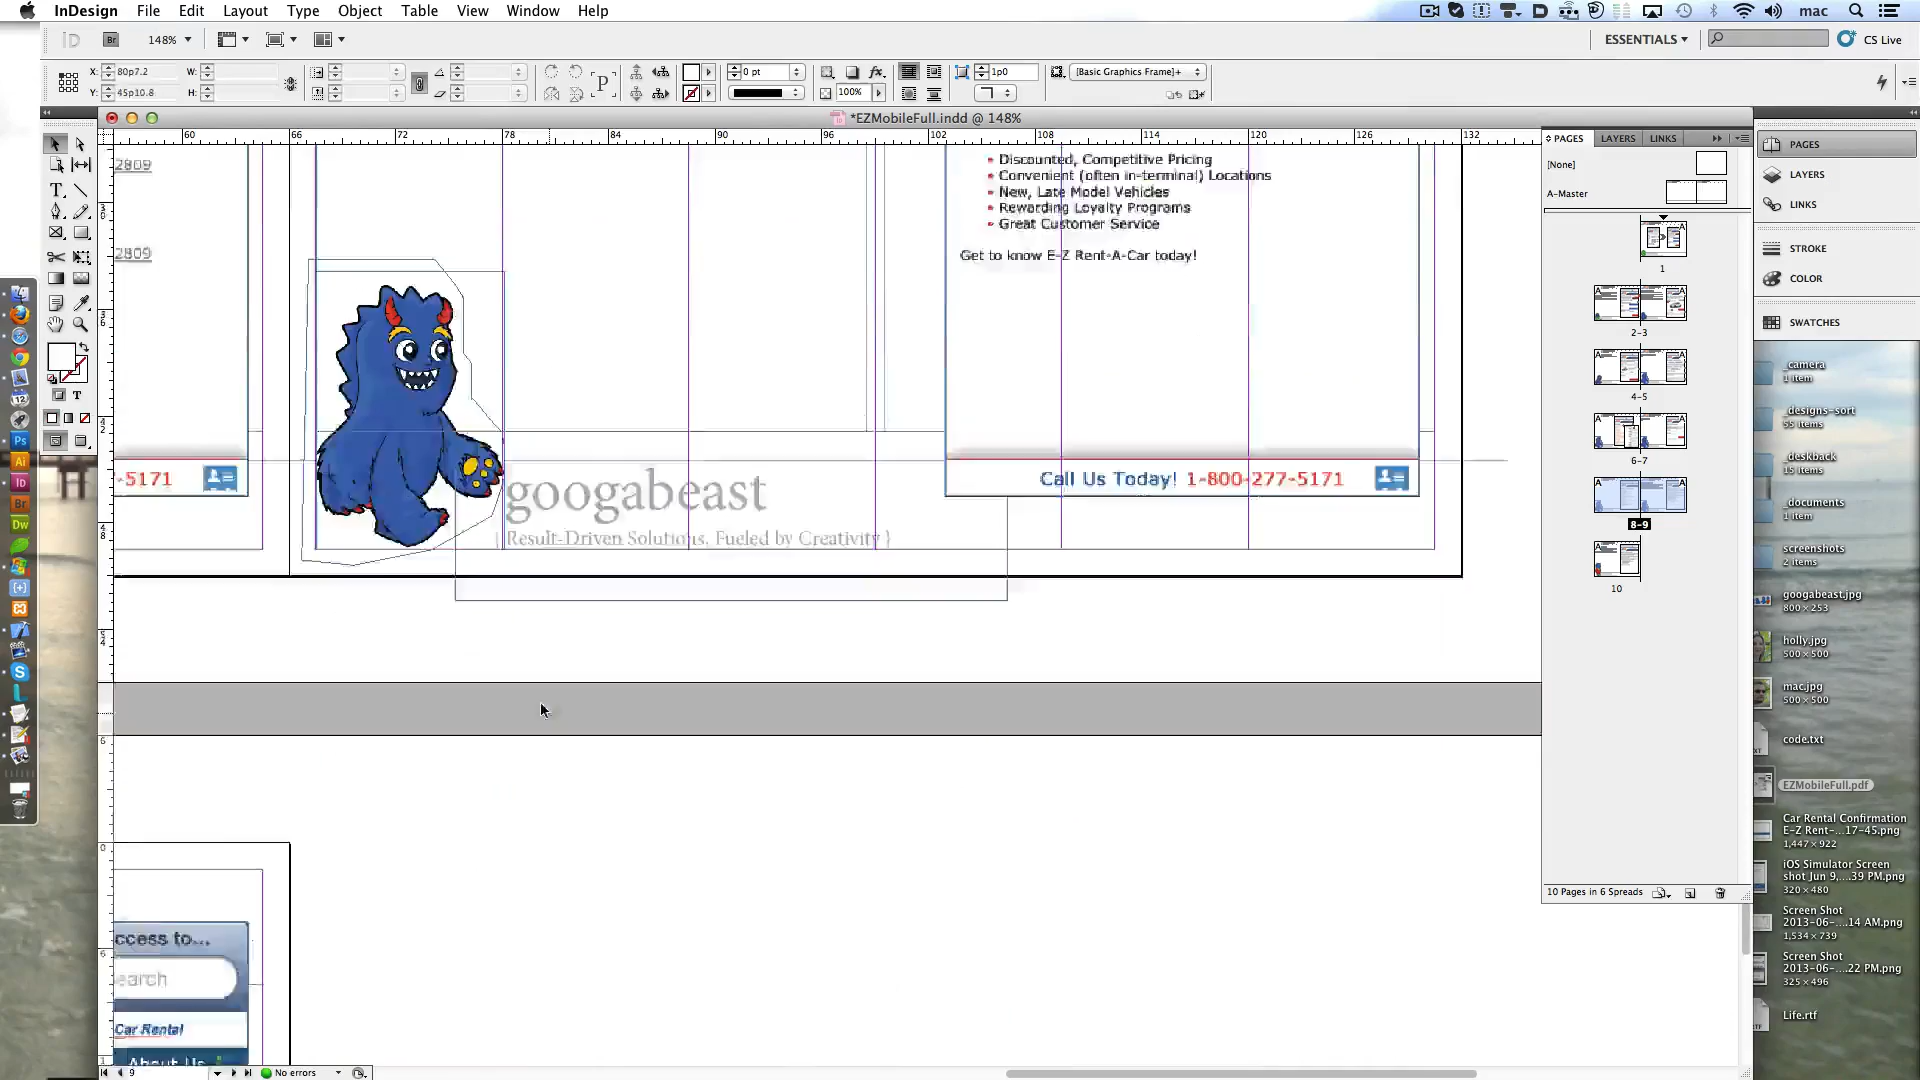 InDesign File Edit Layout Type Object Table View Window Help mac
Br 148% ESSENTIALS CS Live
X: 80p7.2 W: 0 pt 1p0 [Basic Graphics Frame]+
Y: 45p10.8 H: 100%
*EZMobileFull.indd @ 148%
60 66 72 78 84 90 96 102 108 114 120 126 132
PAGES LAYERS LINKS
[None]
A-Master
1
2-3
4-5
6-7
8-9
10
10 Pages in 6 Spreads
PAGES
LAYERS
LINKS
STROKE
COLOR
SWATCHES
2809
2809
Discounted, Competitive Pricing
Convenient (often in-terminal) Locations
New, Late Model Vehicles
Rewarding Loyalty Programs
Great Customer Service
Get to know E-Z Rent-A-Car today!
-5171
googabeast
{ Result-Driven Solutions. Fueled by Creativity }
Call Us Today! 1-800-277-5171
ccess to...
earch
Car Rental
About Us
9 No errors
_camera
1 item
_designs-sort
55 items
_deskback
15 items
_documents
1 item
screenshots
2 items
googabeast.jpg
800×253
holly.jpg
500×500
mac.jpg
500×500
code.txt
EZMobileFull.pdf
Car Rental Confirmation
E-Z Rent-...17-45.png
1,447×922
iOS Simulator Screen
shot Jun 9,...39 PM.png
320×480
Screen Shot
2013-06-....14 AM.png
1,534×739
Screen Shot
2013-06-....22 PM.png
325×496
Life.rtf